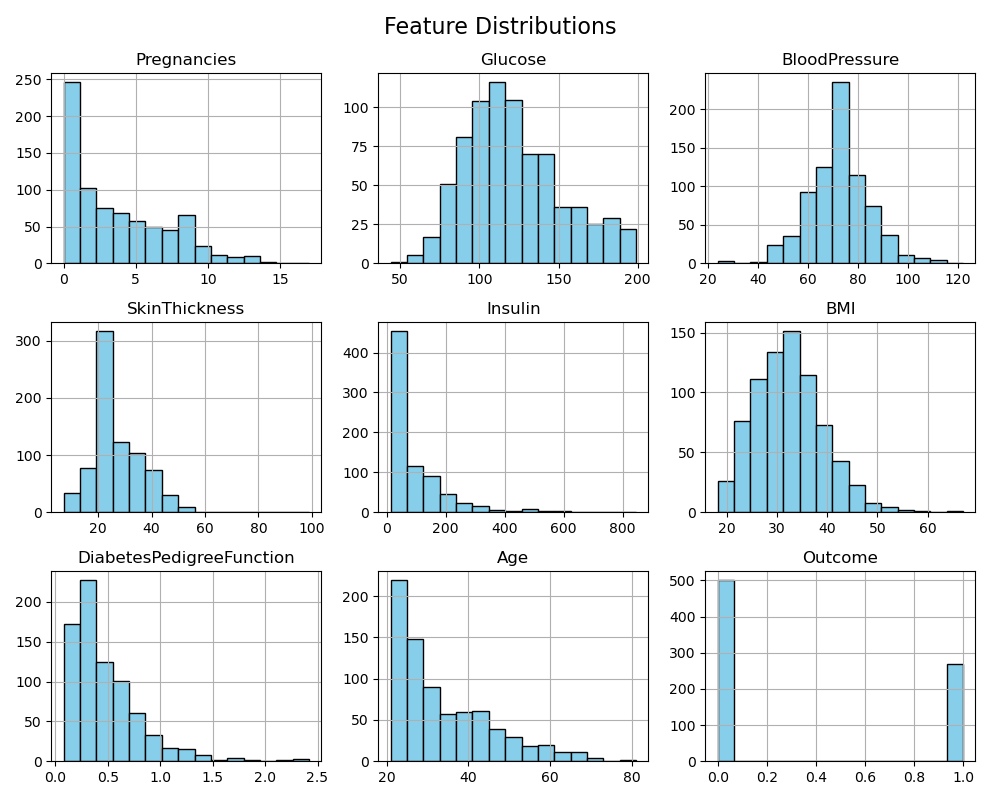 Feature Distributions
Pregnancies
250
200
150
100
50
0
0 5 10 15
Glucose
100
75
50
25
0
50 100 150 200
BloodPressure
200
150
100
50
0
20 40 60 80 100 120
SkinThickness
300
200
100
0
20 40 60 80 100
Insulin
400
300
200
100
0
0 200 400 600 800
BMI
150
100
50
0
20 30 40 50 60
DiabetesPedigreeFunction
200
150
100
50
0
0.0 0.5 1.0 1.5 2.0 2.5
Age
200
150
100
50
0
20 40 60 80
Outcome
500
400
300
200
100
0
0.0 0.2 0.4 0.6 0.8 1.0